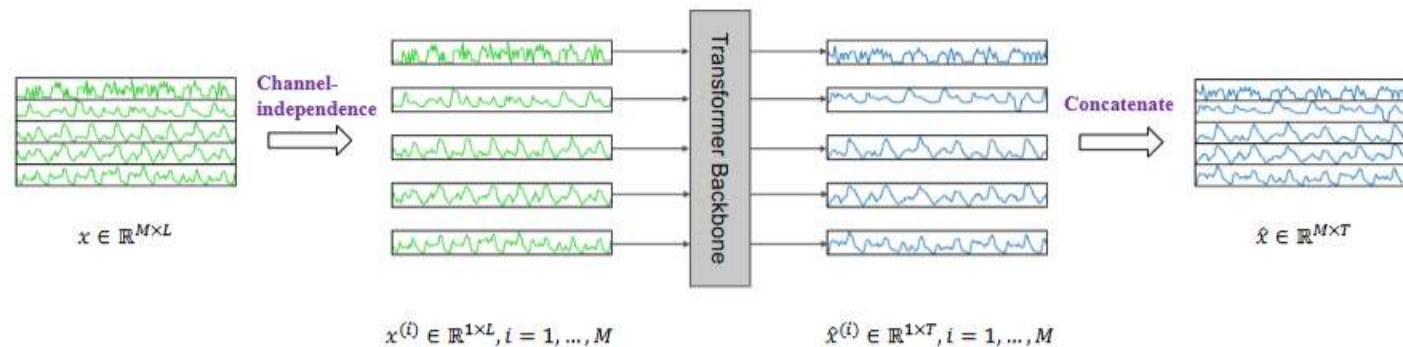 Channel-
independence
Transformer Backbone
Concatenate
x ∈ ℝ^{M×L}
x̂ ∈ ℝ^{M×T}
x^{(i)} ∈ ℝ^{1×L}, i = 1, ..., M
x̂^{(i)} ∈ ℝ^{1×T}, i = 1, ..., M